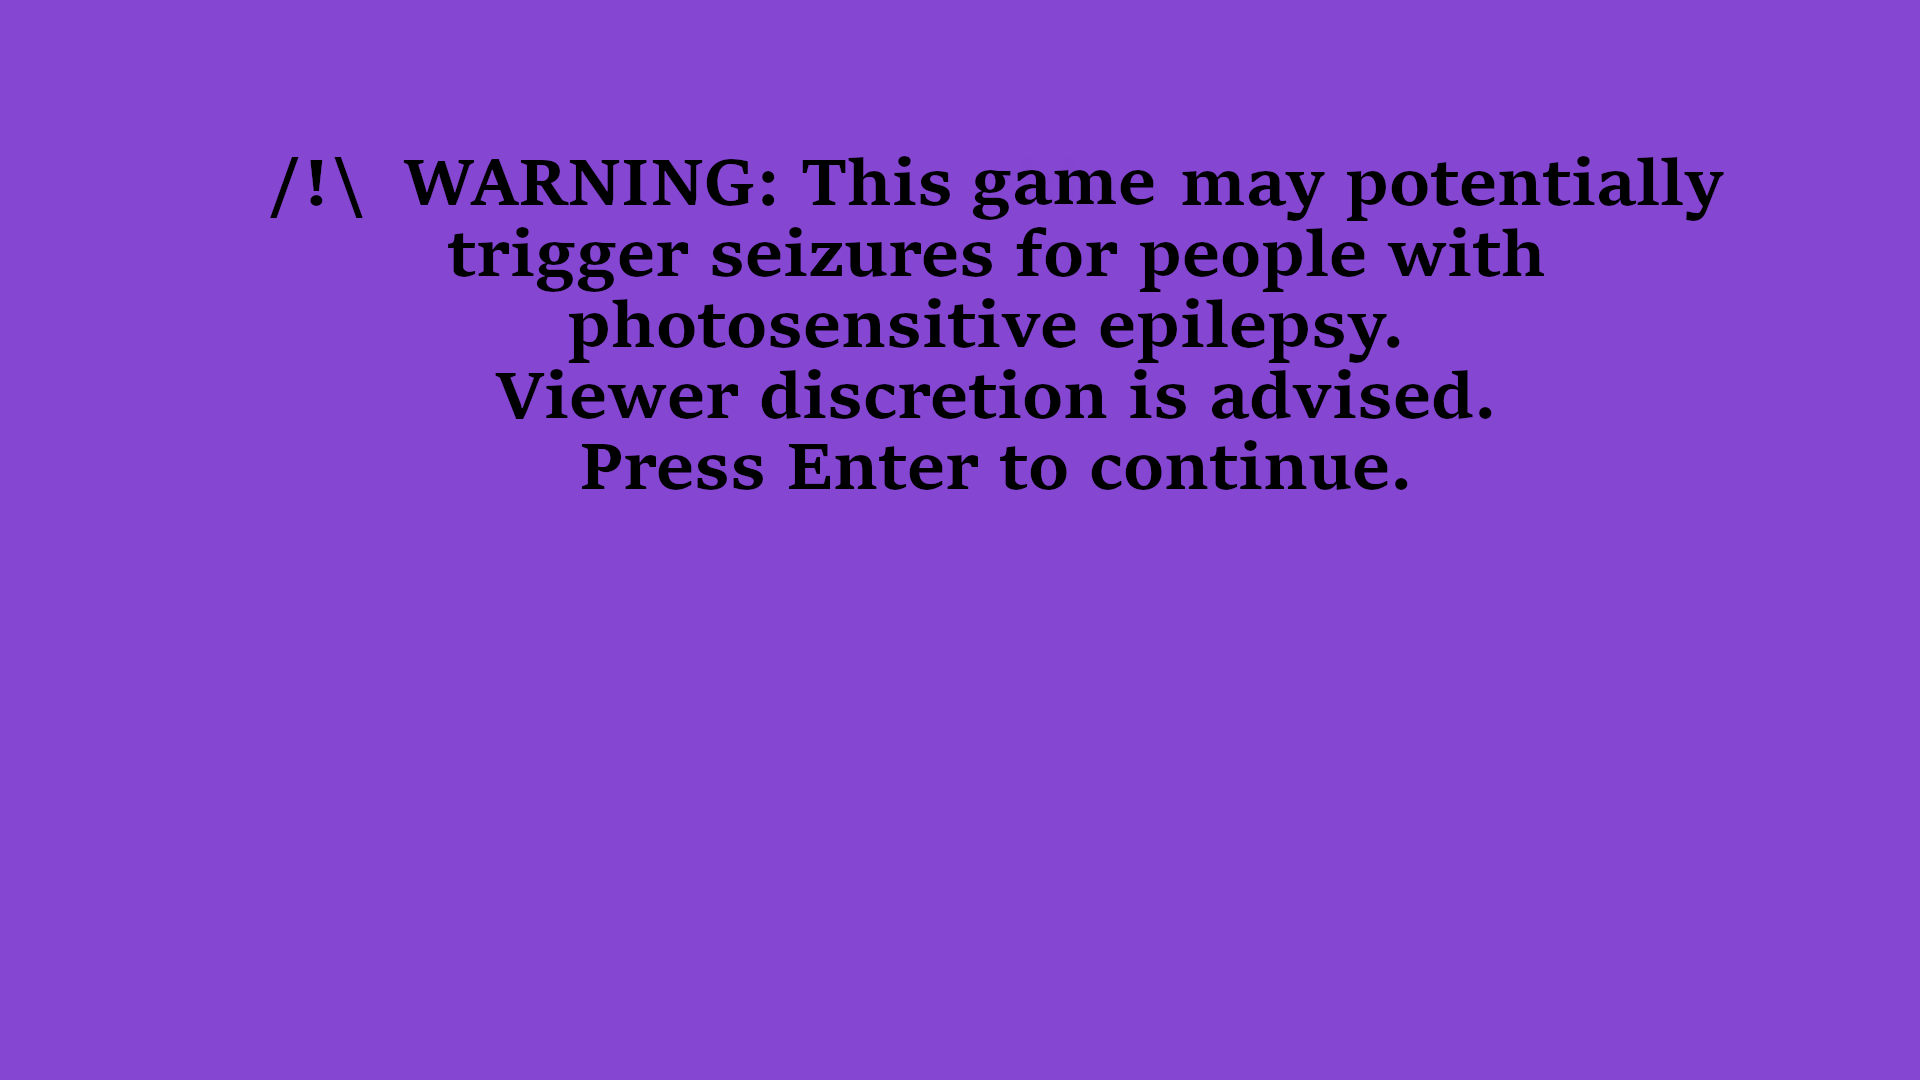 /!\  WARNING: This game may potentially
trigger seizures for people with
photosensitive epilepsy.
Viewer discretion is advised.
Press Enter to continue.